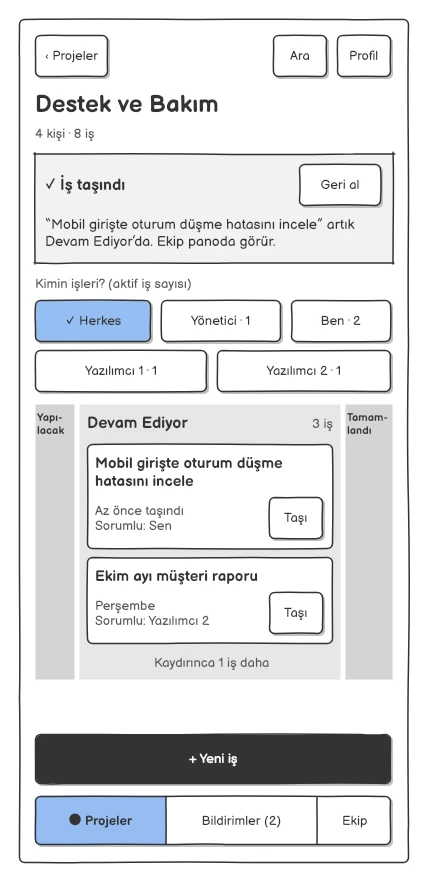 ‹ Projeler
Ara
Profil
Destek ve Bakım
4 kişi · 8 iş
✓ İş taşındı
Geri al
“Mobil girişte oturum düşme hatasını incele” artık
Devam Ediyor’da. Ekip panoda görür.
Kimin işleri? (aktif iş sayısı)
✓ Herkes
Yönetici · 1
Ben · 2
Yazılımcı 1 · 1
Yazılımcı 2 · 1
Yapı-
lacak
Devam Ediyor
3 iş
Mobil girişte oturum düşme
hatasını incele
Az önce taşındı
Sorumlu: Sen
Taşı
Ekim ayı müşteri raporu
Perşembe
Sorumlu: Yazılımcı 2
Taşı
Kaydırınca 1 iş daha
Tamam-
landı
+ Yeni iş
● Projeler
Bildirimler (2)
Ekip